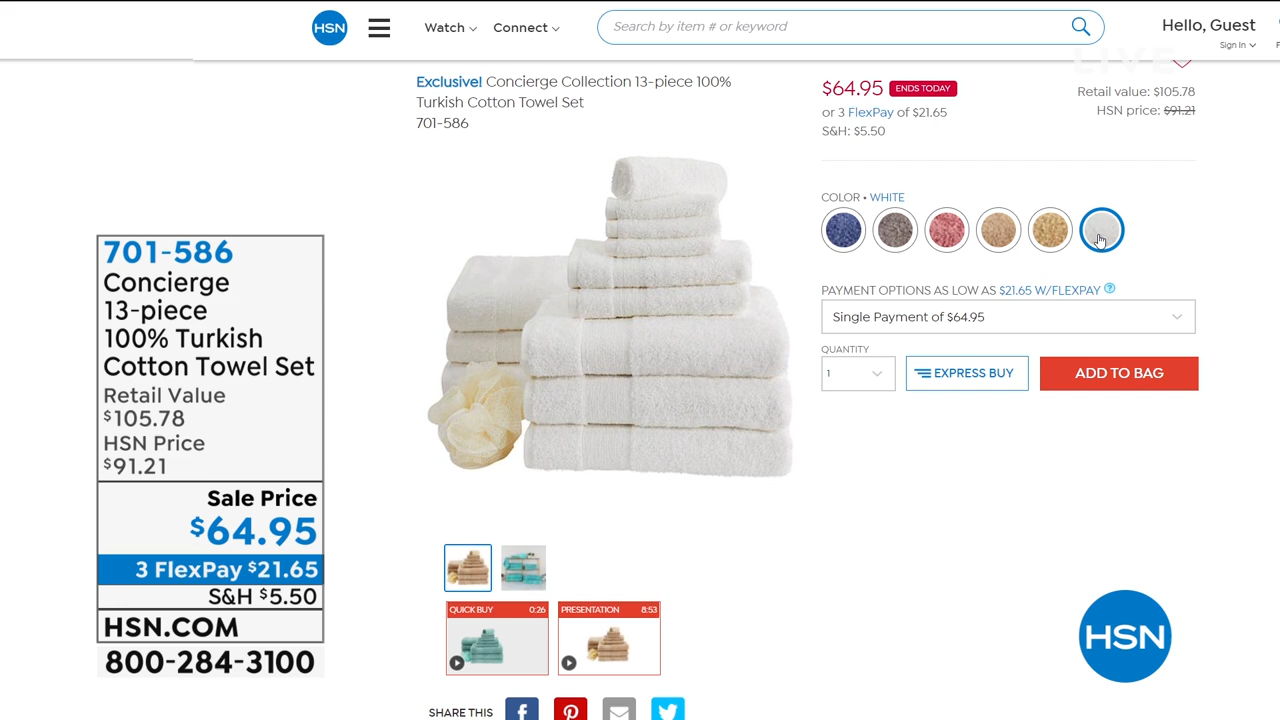 HSN
Watch
Connect
Search by item # or keyword
Hello, Guest
Sign In
LIVE
Exclusive! Concierge Collection 13-piece 100%
Turkish Cotton Towel Set
701-586
$64.95 ENDS TODAY
or 3 FlexPay of $21.65
S&H: $5.50
Retail value: $105.78
HSN price: $91.21
COLOR • WHITE
PAYMENT OPTIONS AS LOW AS $21.65 W/FLEXPAY ?
Single Payment of $64.95
QUANTITY
1
EXPRESS BUY
ADD TO BAG
701-586
Concierge
13-piece
100% Turkish
Cotton Towel Set
Retail Value
$105.78
HSN Price
$91.21
Sale Price
$64.95
3 FlexPay $21.65
S&H $5.50
HSN.COM
800-284-3100
QUICK BUY 0:26
PRESENTATION 8:53
SHARE THIS
HSN